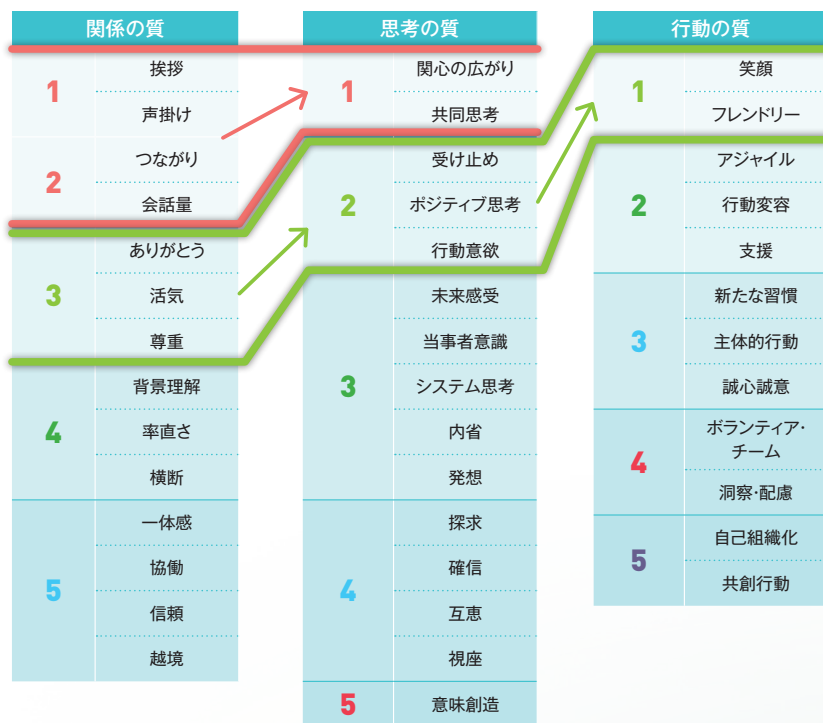 関係の質
1
挨拶
声掛け
2
つながり
会話量
3
ありがとう
活気
尊重
4
背景理解
率直さ
横断
5
一体感
協働
信頼
越境
思考の質
1
関心の広がり
共同思考
2
受け止め
ポジティブ思考
行動意欲
3
未来感受
当事者意識
システム思考
内省
発想
4
探求
確信
互恵
視座
5
意味創造
行動の質
1
笑顔
フレンドリー
2
アジャイル
行動変容
支援
3
新たな習慣
主体的行動
誠心誠意
4
ボランティア・
チーム
洞察・配慮
5
自己組織化
共創行動